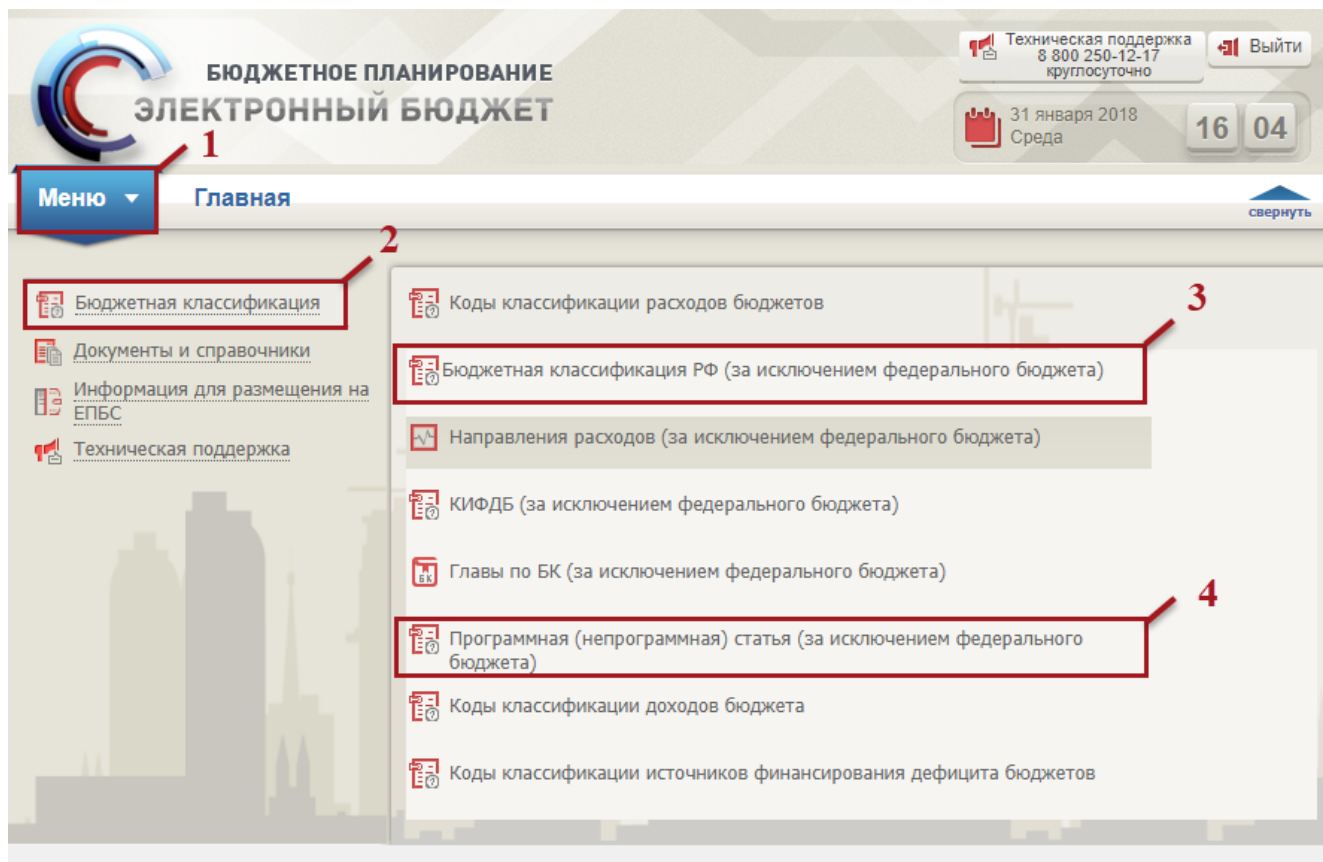 БЮДЖЕТНОЕ ПЛАНИРОВАНИЕ
ЭЛЕКТРОННЫЙ БЮДЖЕТ
Техническая поддержка
8 800 250-12-17
круглосуточно
Выйти
31 января 2018
Среда
16 04
1
Меню
Главная
свернуть
2
Бюджетная классификация
Документы и справочники
Информация для размещения на
ЕПБС
Техническая поддержка
Коды классификации расходов бюджетов
3
Бюджетная классификация РФ (за исключением федерального бюджета)
Направления расходов (за исключением федерального бюджета)
КИФДБ (за исключением федерального бюджета)
БК
Главы по БК (за исключением федерального бюджета)
4
Программная (непрограммная) статья (за исключением федерального
бюджета)
Коды классификации доходов бюджета
Коды классификации источников финансирования дефицита бюджетов